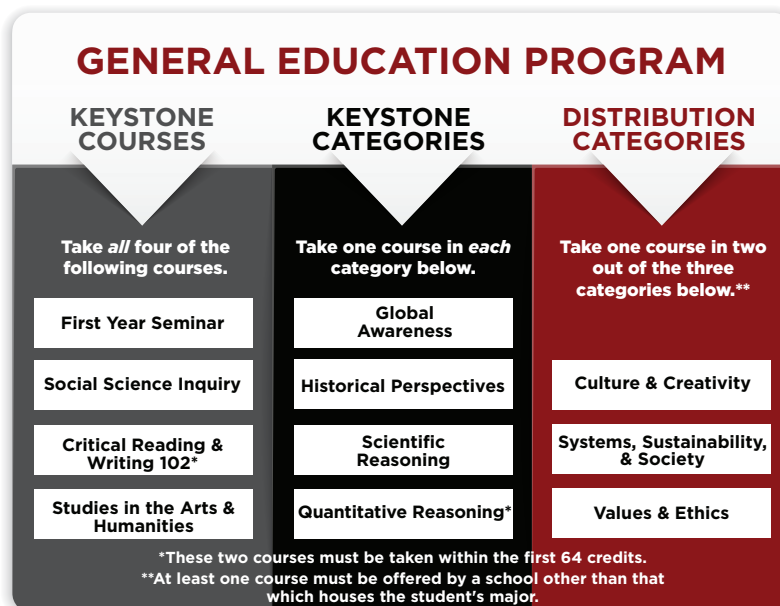 GENERAL EDUCATION PROGRAM
KEYSTONE
COURSES
Take all four of the
following courses.
First Year Seminar
Social Science Inquiry
Critical Reading &
Writing 102*
Studies in the Arts &
Humanities
KEYSTONE
CATEGORIES
Take one course in each
category below.
Global
Awareness
Historical Perspectives
Scientific
Reasoning
Quantitative Reasoning*
DISTRIBUTION
CATEGORIES
Take one course in two
out of the three
categories below.**
Culture & Creativity
Systems, Sustainability,
& Society
Values & Ethics
*These two courses must be taken within the first 64 credits.
**At least one course must be offered by a school other than that
which houses the student's major.